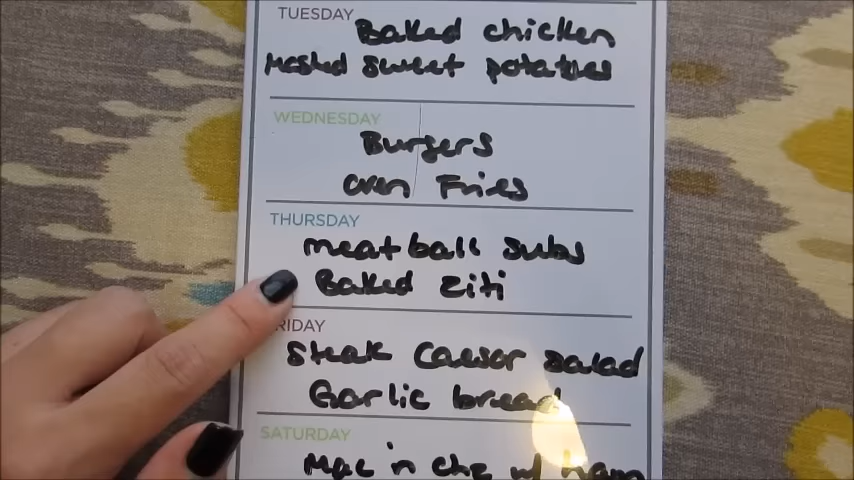 TUESDAY
Baked chicken
Mashed sweet potatoes
WEDNESDAY
Burgers
oven Fries
THURSDAY
meatball subs
Baked ziti
RIDAY
Steak Caesar salad
Garlic bread
SATURDAY
Mac 'n chz w/ ham